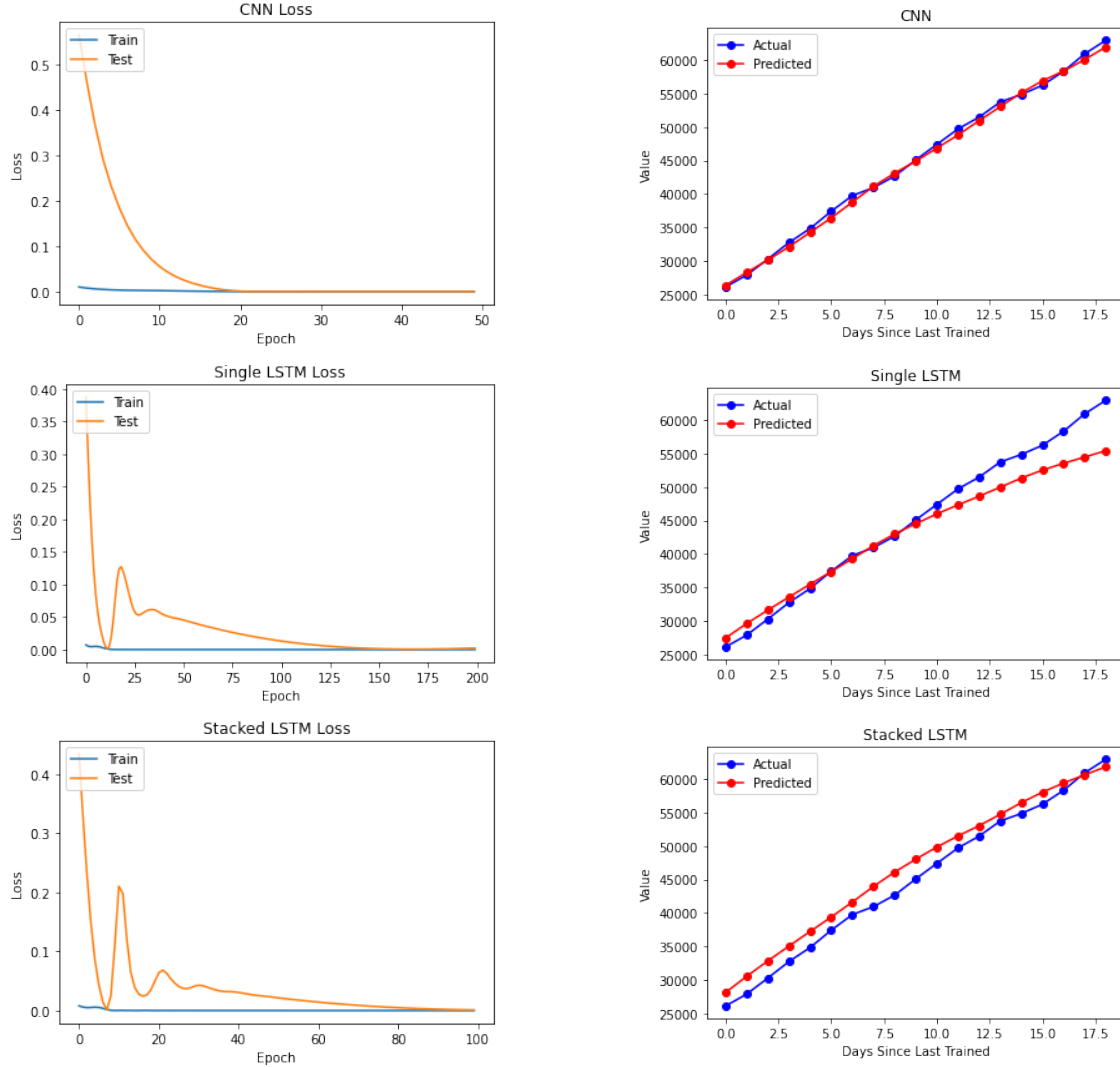 CNN Loss
Train
Test
0.5
0.4
0.3
0.2
0.1
0.0
Loss
0 10 20 30 40 50
Epoch
CNN
Actual
Predicted
60000
55000
50000
45000
40000
35000
30000
25000
Value
0.0 2.5 5.0 7.5 10.0 12.5 15.0 17.5
Days Since Last Trained
Single LSTM Loss
Train
Test
0.40
0.35
0.30
0.25
0.20
0.15
0.10
0.05
0.00
Loss
0 25 50 75 100 125 150 175 200
Epoch
Single LSTM
Actual
Predicted
60000
55000
50000
45000
40000
35000
30000
25000
Value
0.0 2.5 5.0 7.5 10.0 12.5 15.0 17.5
Days Since Last Trained
Stacked LSTM Loss
Train
Test
0.4
0.3
0.2
0.1
0.0
Loss
0 20 40 60 80 100
Epoch
Stacked LSTM
Actual
Predicted
60000
55000
50000
45000
40000
35000
30000
25000
Value
0.0 2.5 5.0 7.5 10.0 12.5 15.0 17.5
Days Since Last Trained